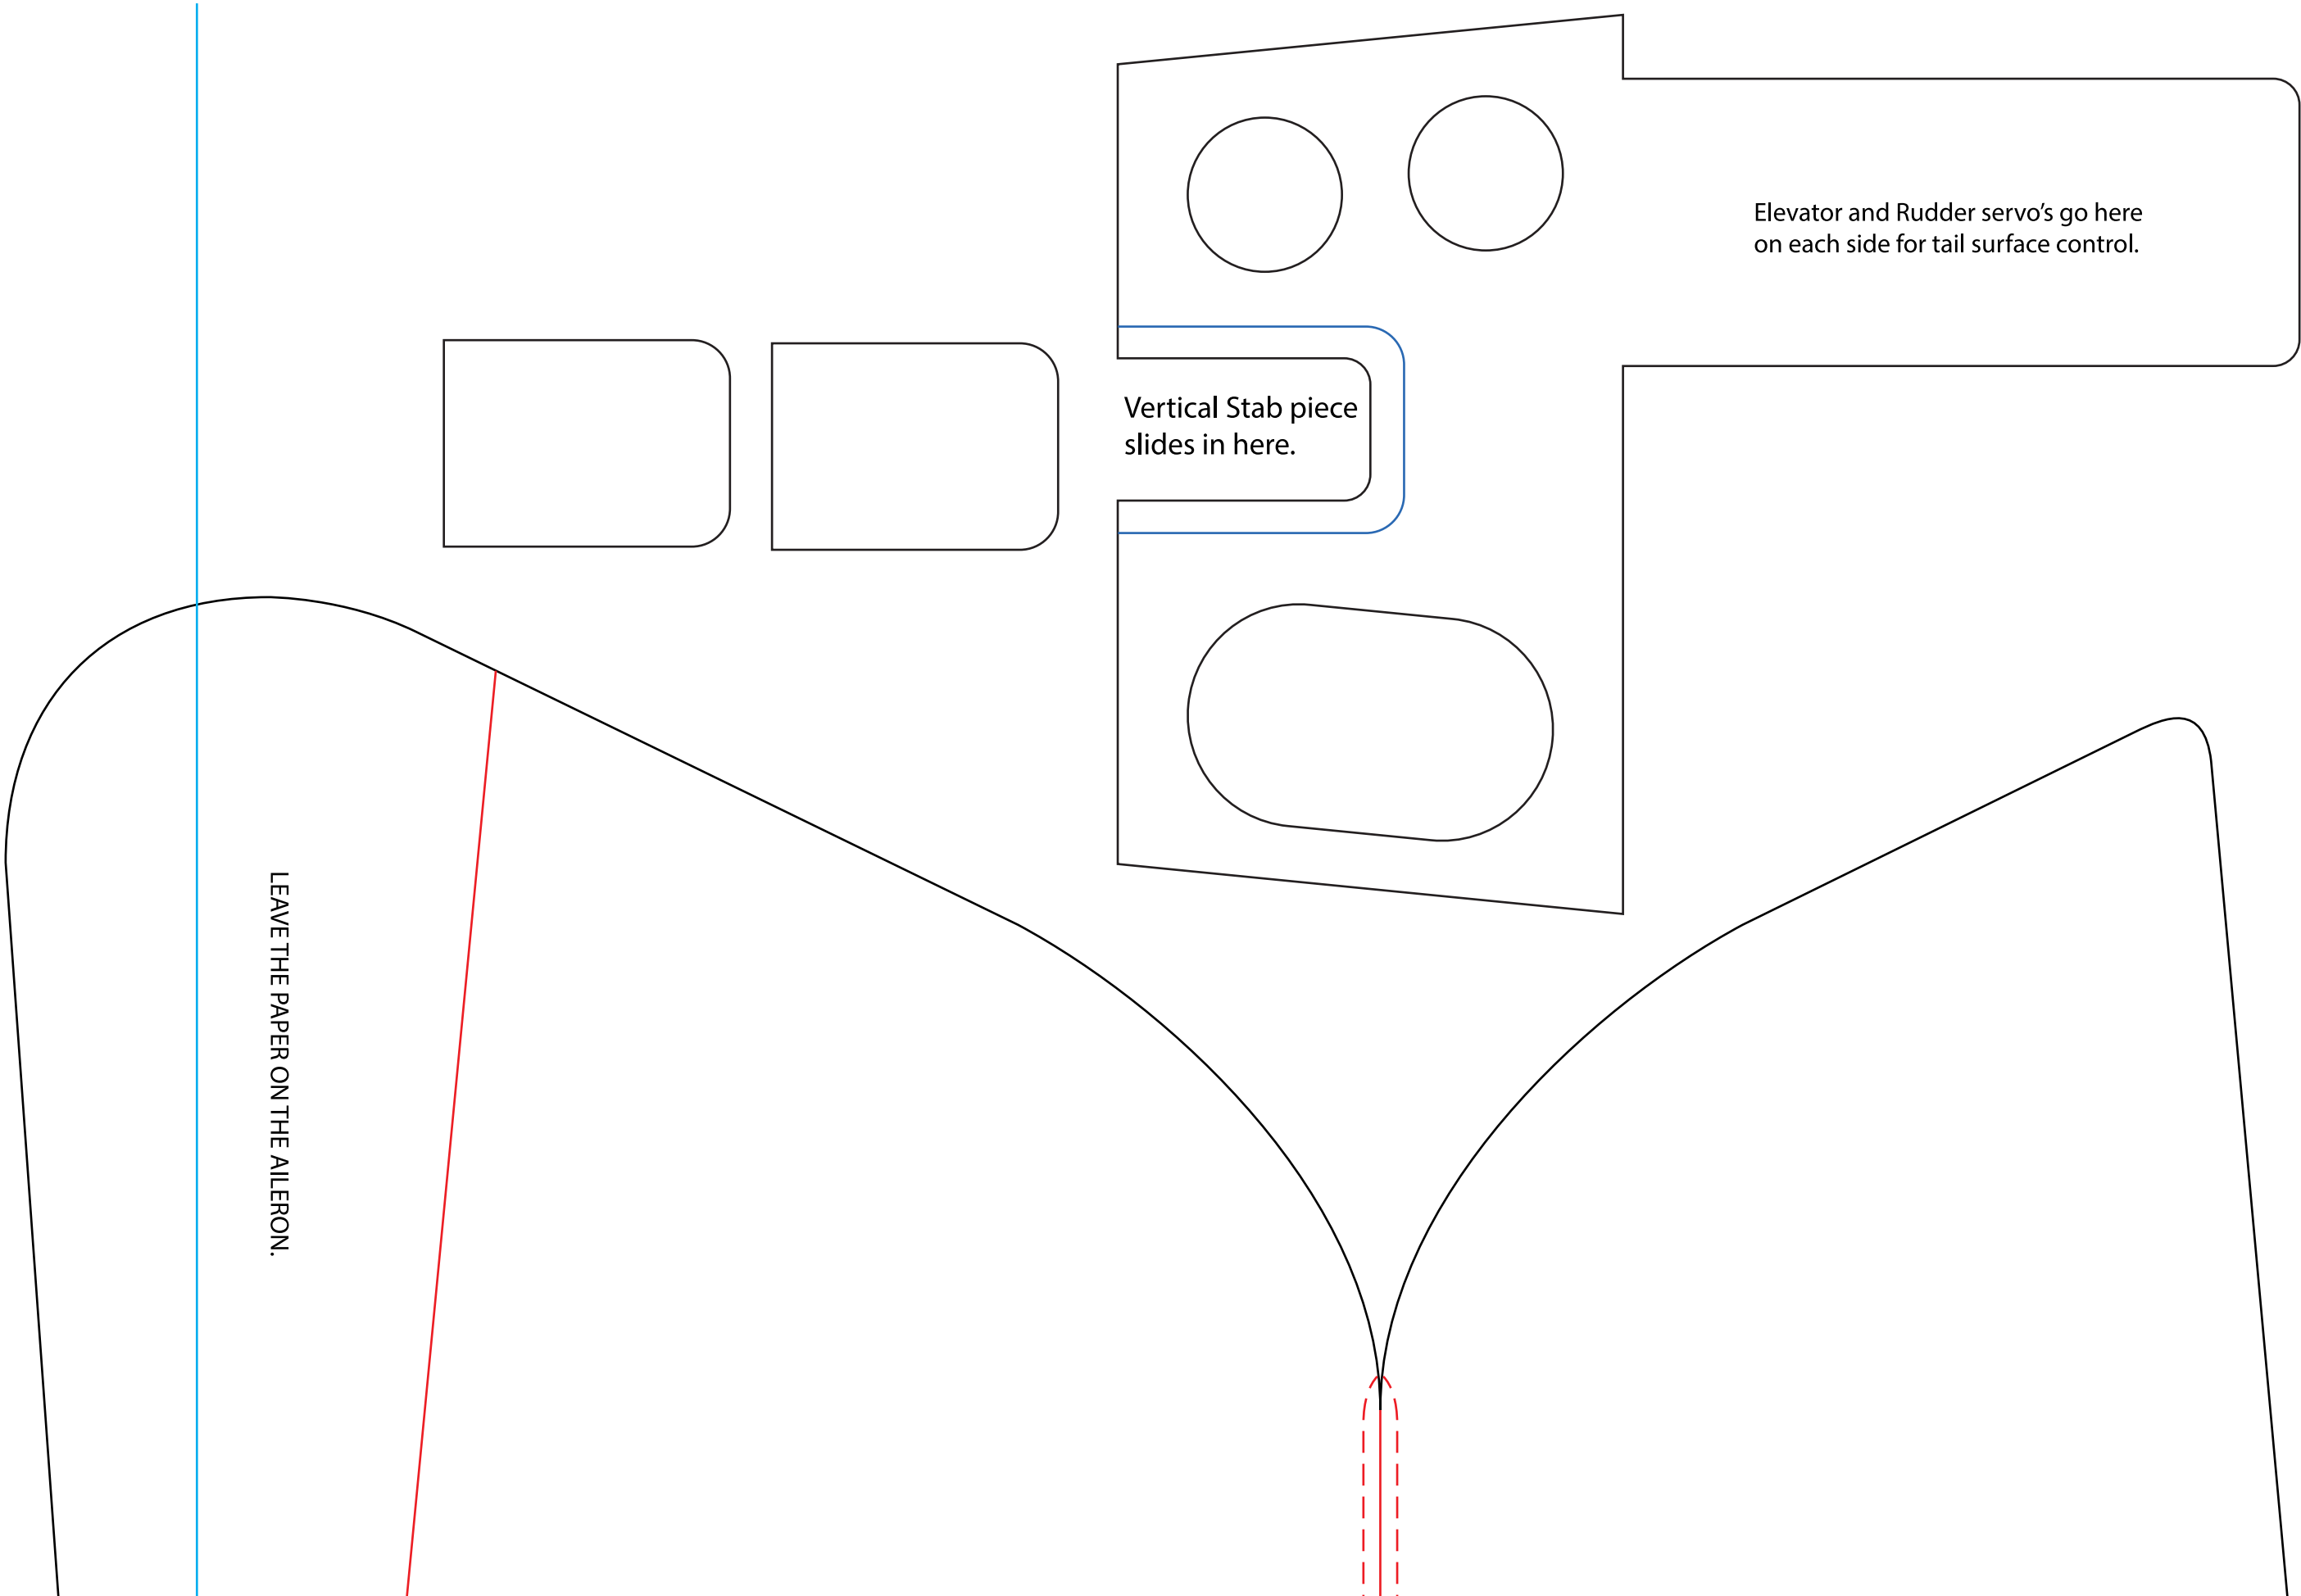 Elevator and Rudder servo’s go here
on each side for tail surface control.
Vertical Stab piece
slides in here.
LEAVE THE PAPER ON THE AILERON.